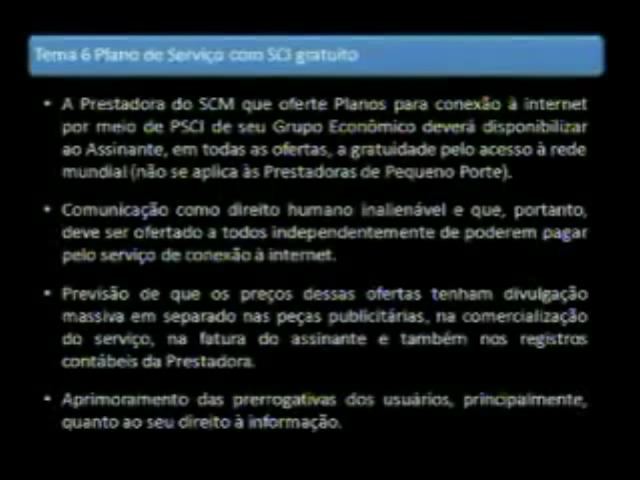 Tema 6 Plano de Serviço com SCI gratuito
• A Prestadora do SCM que oferte Planos para conexão à internet
por meio de PSCI de seu Grupo Econômico deverá disponibilizar
ao Assinante, em todas as ofertas, a gratuidade pelo acesso à rede
mundial (não se aplica às Prestadoras de Pequeno Porte).
• Comunicação como direito humano inalienável e que, portanto,
deve ser ofertado a todos independentemente de poderem pagar
pelo serviço de conexão à internet.
• Previsão de que os preços dessas ofertas tenham divulgação
massiva em separado nas peças publicitárias, na comercialização
do serviço, na fatura do assinante e também nos registros
contábeis da Prestadora.
• Aprimoramento das prerrogativas dos usuários, principalmente,
quanto ao seu direito à informação.